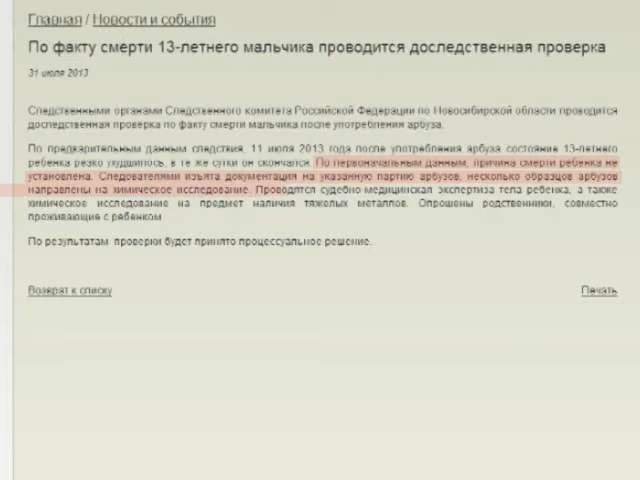 Главная / Новости и события
По факту смерти 13-летнего мальчика проводится доследственная проверка
31 июля 2013
Следственными органами Следственного комитета Российской Федерации по Новосибирской области проводится
доследственная проверка по факту смерти мальчика после употребления арбуза.
По предварительным данным следствия, 11 июля 2013 года после употребления арбуза состояние 13-летнего
ребенка резко ухудшилось, в те же сутки он скончался. По первоначальным данным, причина смерти ребенка не
установлена. Следователями изъята документация на указанную партию арбузов, несколько образцов арбузов
направлены на химическое исследование. Проводятся судебно-медицинская экспертиза тела ребенка, а также
химическое исследование на предмет наличия тяжелых металлов. Опрошены родственники, совместно
проживающие с ребенком.
По результатам проверки будет принято процессуальное решение.
Возврат к списку
Печать